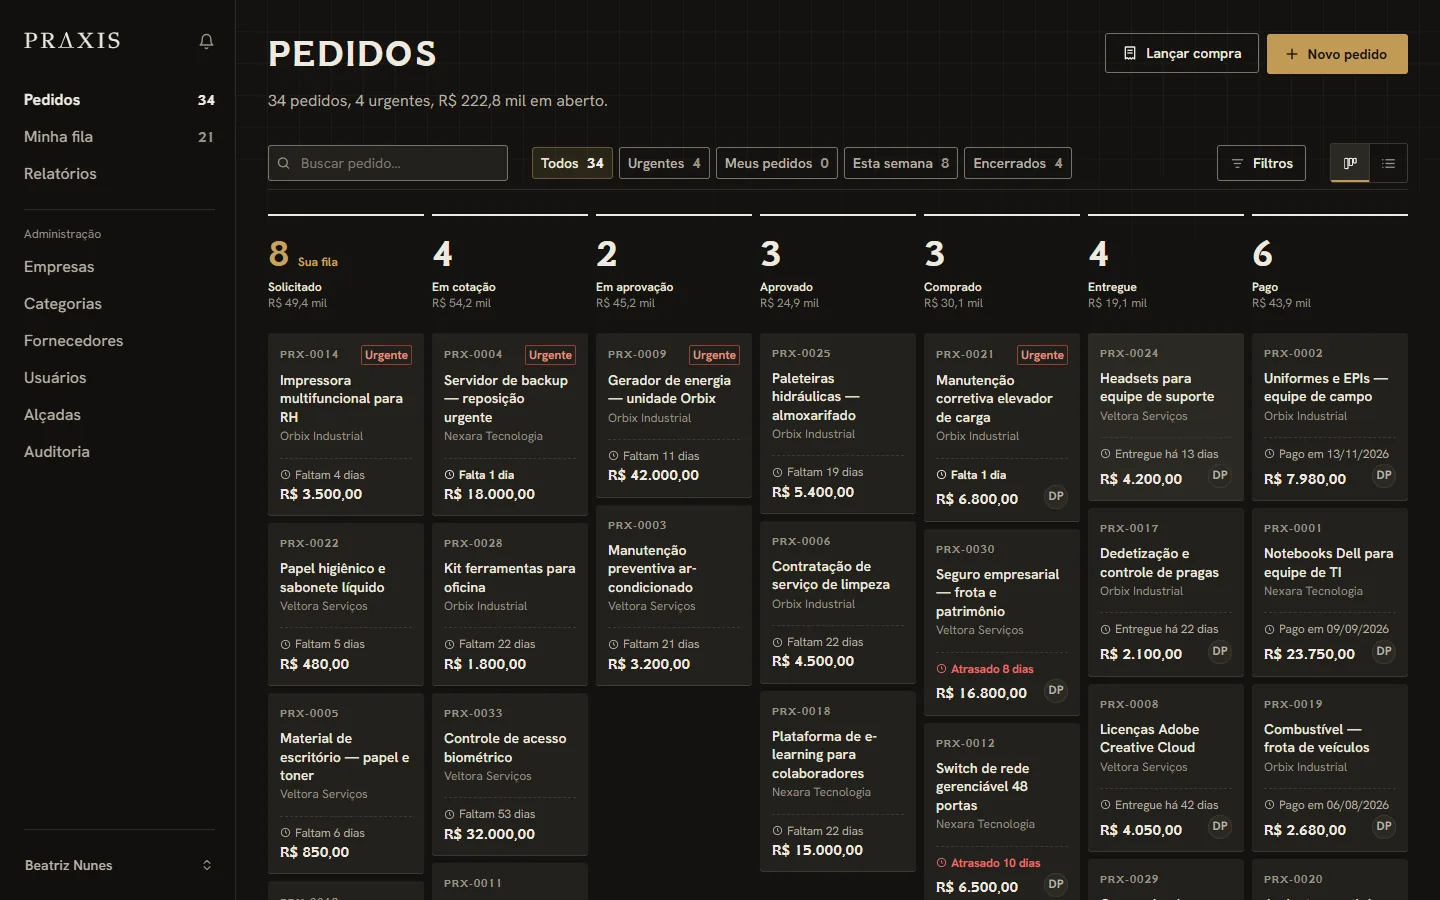 PRΛXIS
Pedidos 34
Minha fila 21
Relatórios
Administração
Empresas
Categorias
Fornecedores
Usuários
Alçadas
Auditoria
Beatriz Nunes
PEDIDOS
34 pedidos, 4 urgentes, R$ 222,8 mil em aberto.
Lançar compra
Novo pedido
Buscar pedido...
Todos 34
Urgentes 4
Meus pedidos 0
Esta semana 8
Encerrados 4
Filtros
8 Sua fila
Solicitado
R$ 49,4 mil
PRX-0014 Urgente
Impressora
multifuncional para
RH
Orbix Industrial
Faltam 4 dias
R$ 3.500,00
PRX-0022
Papel higiênico e
sabonete líquido
Veltora Serviços
Faltam 5 dias
R$ 480,00
PRX-0005
Material de
escritório — papel e
toner
Veltora Serviços
Faltam 6 dias
R$ 850,00
4
Em cotação
R$ 54,2 mil
PRX-0004 Urgente
Servidor de backup
— reposição
urgente
Nexara Tecnologia
Falta 1 dia
R$ 18.000,00
PRX-0028
Kit ferramentas para
oficina
Orbix Industrial
Faltam 22 dias
R$ 1.800,00
PRX-0033
Controle de acesso
biométrico
Veltora Serviços
Faltam 53 dias
R$ 32.000,00
PRX-0011
2
Em aprovação
R$ 45,2 mil
PRX-0009 Urgente
Gerador de energia
— unidade Orbix
Orbix Industrial
Faltam 11 dias
R$ 42.000,00
PRX-0003
Manutenção
preventiva ar-
condicionado
Veltora Serviços
Faltam 21 dias
R$ 3.200,00
3
Aprovado
R$ 24,9 mil
PRX-0025
Paleteiras
hidráulicas —
almoxarifado
Orbix Industrial
Faltam 19 dias
R$ 5.400,00
PRX-0006
Contratação de
serviço de limpeza
Orbix Industrial
Faltam 22 dias
R$ 4.500,00
PRX-0018
Plataforma de e-
learning para
colaboradores
Nexara Tecnologia
Faltam 22 dias
R$ 15.000,00
3
Comprado
R$ 30,1 mil
PRX-0021 Urgente
Manutenção
corretiva elevador
de carga
Orbix Industrial
Falta 1 dia
R$ 6.800,00 DP
PRX-0030
Seguro empresarial
— frota e
patrimônio
Veltora Serviços
Atrasado 8 dias
R$ 16.800,00 DP
PRX-0012
Switch de rede
gerenciável 48
portas
Nexara Tecnologia
Atrasado 10 dias
R$ 6.500,00 DP
4
Entregue
R$ 19,1 mil
PRX-0024
Headsets para
equipe de suporte
Veltora Serviços
Entregue há 13 dias
R$ 4.200,00 DP
PRX-0017
Dedetização e
controle de pragas
Orbix Industrial
Entregue há 22 dias
R$ 2.100,00 DP
PRX-0008
Licenças Adobe
Creative Cloud
Veltora Serviços
Entregue há 42 dias
R$ 4.050,00 DP
PRX-0029
6
Pago
R$ 43,9 mil
PRX-0002
Uniformes e EPIs —
equipe de campo
Orbix Industrial
Pago em 13/11/2026
R$ 7.980,00 DP
PRX-0001
Notebooks Dell para
equipe de TI
Nexara Tecnologia
Pago em 09/09/2026
R$ 23.750,00 DP
PRX-0019
Combustível —
frota de veículos
Orbix Industrial
Pago em 06/08/2026
R$ 2.680,00 DP
PRX-0020